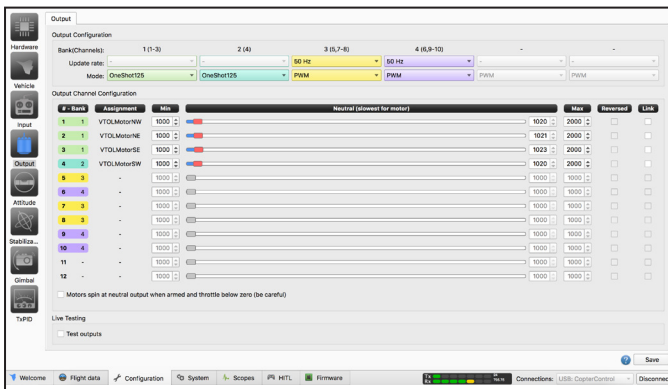 Output
Output Configuration
Hardware
Bank(Channels): 1 (1-3) 2 (4) 3 (5,7-8) 4 (6,9-10) - -
Update rate: - - 50 Hz 50 Hz - -
Mode: OneShot125 OneShot125 PWM PWM PWM PWM
Vehicle
Output Channel Configuration
# - Bank Assignment Min Neutral (slowest for motor) Max Reversed Link
Input
1 1 VTOLMotorNW 1000 1020 2000
2 1 VTOLMotorNE 1000 1021 2000
3 1 VTOLMotorSE 1000 1023 2000
Output
4 2 VTOLMotorSW 1000 1020 2000
5 3 - 1000 1000 1000
6 4 - 1000 1000 1000
Attitude
7 3 - 1000 1000 1000
8 3 - 1000 1000 1000
9 4 - 1000 1000 1000
Stabiliza...
10 4 - 1000 1000 1000
11 - - 1000 1000 1000
Gimbal
12 - - 1000 1000 1000
Motors spin at neutral output when armed and throttle below zero (be careful)
TxPID
Live Testing
Test outputs
Save
Welcome Flight data Configuration System Scopes HITL Firmware Tx Rx Connections: USB: CopterControl Disconnec